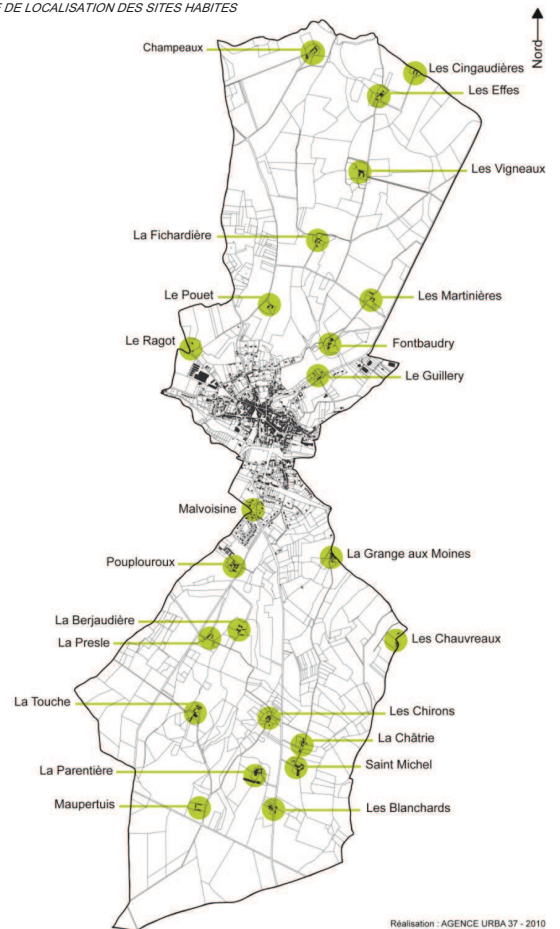 E DE LOCALISATION DES SITES HABITES
Nord
Champeaux
Les Cingaudières
Les Effes
Les Vigneaux
La Fichardière
Le Pouet
Les Martinières
Le Ragot
Fontbaudry
Le Guillery
Malvoisine
La Grange aux Moines
Pouplouroux
La Berjaudière
La Presle
Les Chauvreaux
La Touche
Les Chirons
La Châtrie
La Parentière
Saint Michel
Maupertuis
Les Blanchards
Réalisation : AGENCE URBA 37 - 2010